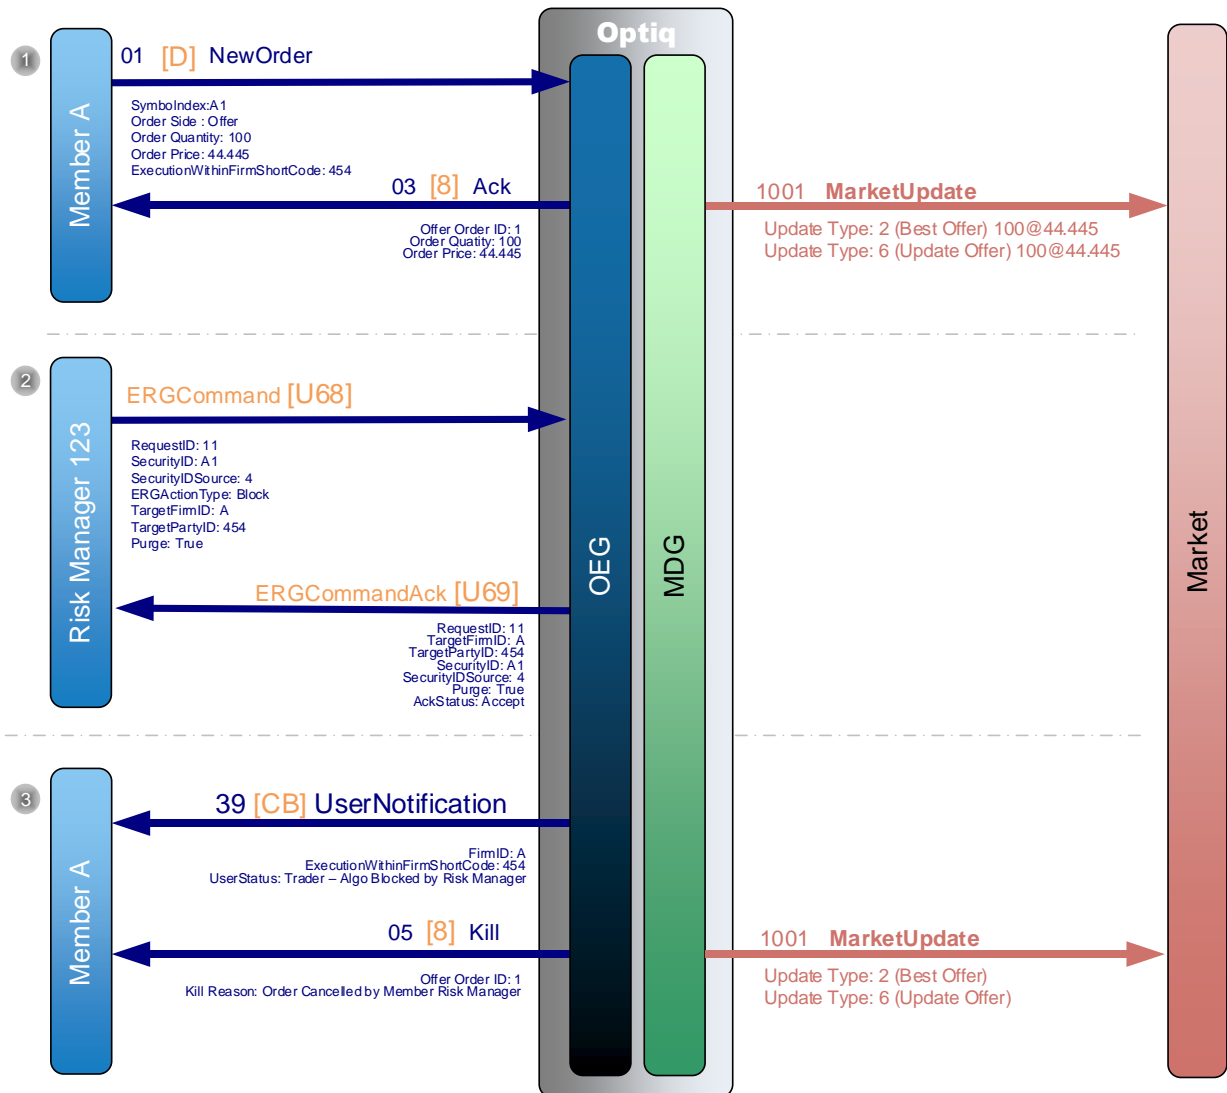 Optiq
1
Member A
01 [D] NewOrder
SymbolIndex:A1
Order Side : Offer
Order Quantity: 100
Order Price: 44.445
ExecutionWithinFirmShortCode: 454
03 [8] Ack
Offer Order ID: 1
Order Quatity: 100
Order Price: 44.445
1001 MarketUpdate
Update Type: 2 (Best Offer) 100@44.445
Update Type: 6 (Update Offer) 100@44.445
2
Risk Manager 123
ERGCommand [U68]
RequestID: 11
SecurityID: A1
SecurityIDSource: 4
ERGActionType: Block
TargetFirmID: A
TargetPartyID: 454
Purge: True
OEG
MDG
Market
ERGCommandAck [U69]
RequestID: 11
TargetFirmID: A
TargetPartyID: 454
SecurityID: A1
SecurityIDSource: 4
Purge: True
AckStatus: Accept
3
Member A
39 [CB] UserNotification
FirmID: A
ExecutionWithinFirmShortCode: 454
UserStatus: Trader – Algo Blocked by Risk Manager
05 [8] Kill
Offer Order ID: 1
Kill Reason: Order Cancelled by Member Risk Manager
1001 MarketUpdate
Update Type: 2 (Best Offer)
Update Type: 6 (Update Offer)